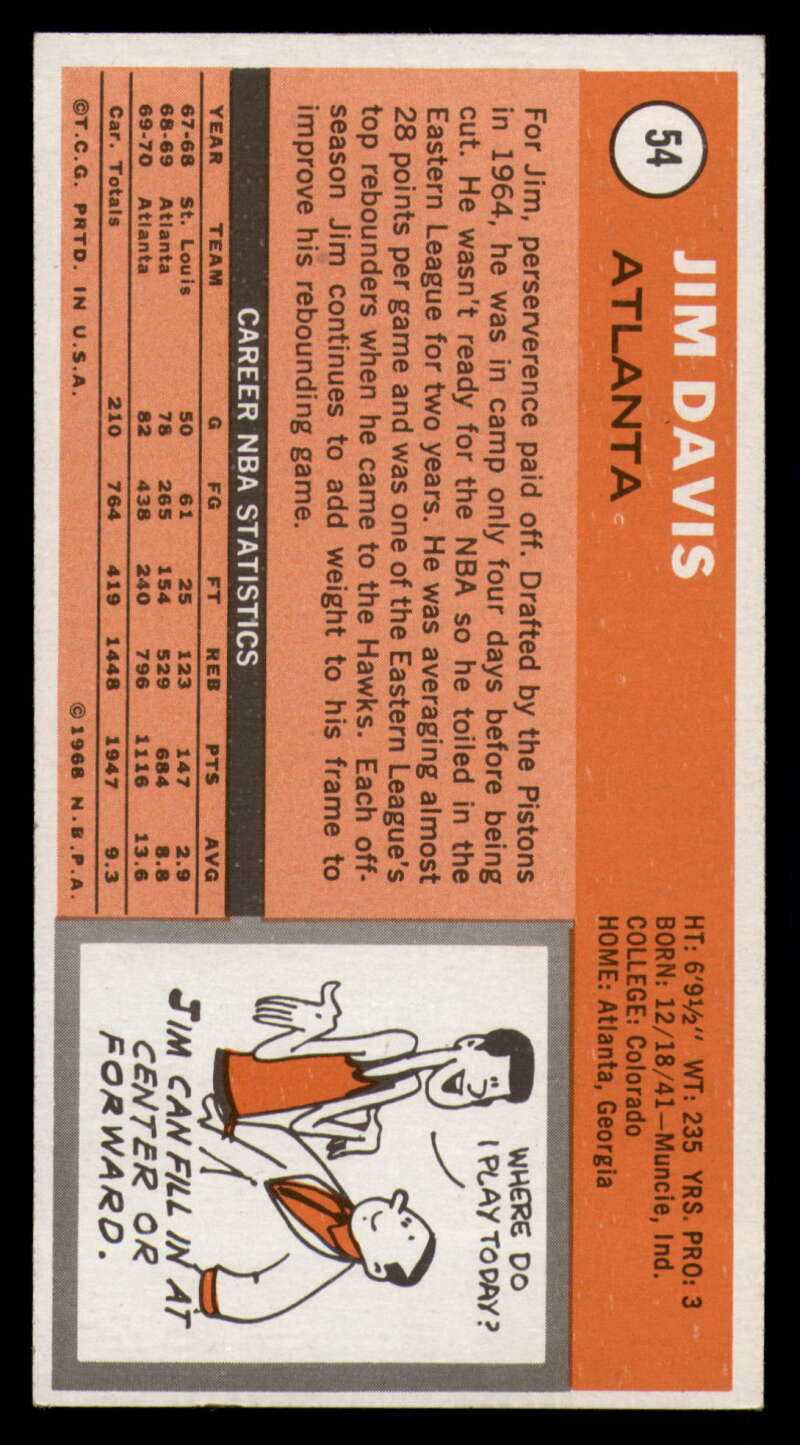 54
JIM DAVIS
ATLANTA
HT: 6'9½" WT: 235 YRS. PRO: 3
BORN: 12/18/41—Muncie, Ind.
COLLEGE: Colorado
HOME: Atlanta, Georgia
For Jim, perserverence paid off. Drafted by the Pistons
in 1964, he was in camp only four days before being
cut. He wasn't ready for the NBA so he toiled in the
Eastern League for two years. He was averaging almost
28 points per game and was one of the Eastern League's
top rebounders when he came to the Hawks. Each off-
season Jim continues to add weight to his frame to
improve his rebounding game.
CAREER NBA STATISTICS
YEAR TEAM G FG FT REB PTS AVG
67-68 St. Louis 50 61 25 123 147 2.9
68-69 Atlanta 78 265 154 529 684 8.8
69-70 Atlanta 82 438 240 796 1116 13.6
Car. Totals 210 764 419 1448 1947 9.3
©T.C.G. PRTD. IN U.S.A. ©1968 N.B.P.A.
WHERE DO
I PLAY TODAY?
JIM CAN FILL IN AT
CENTER OR
FORWARD.